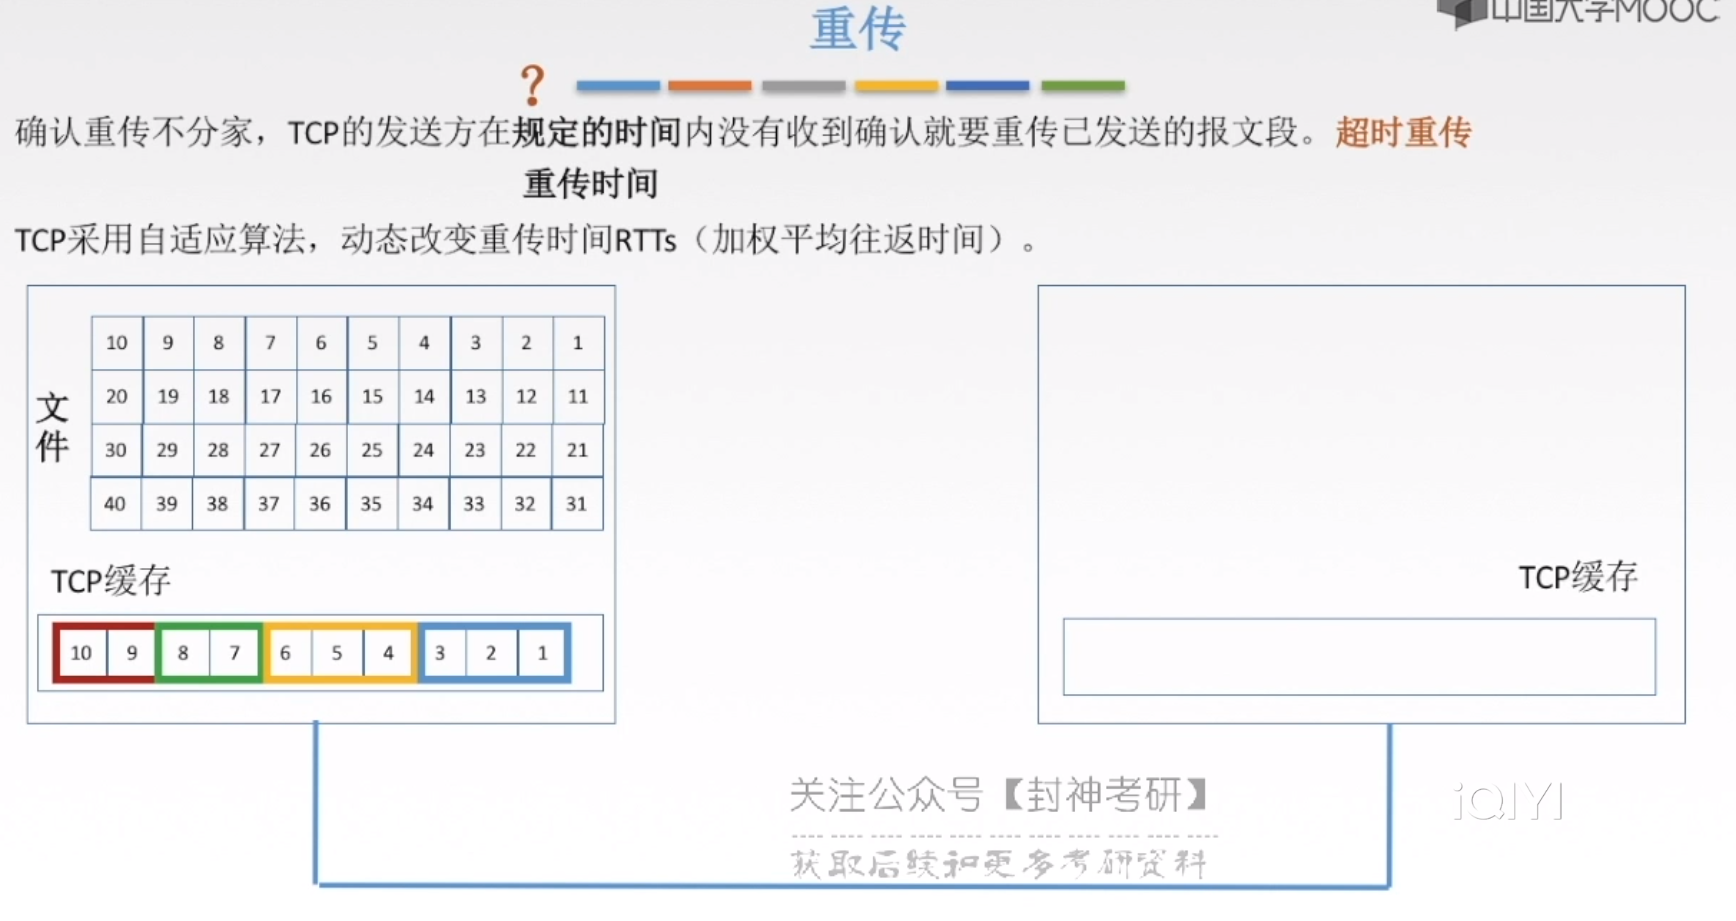 中国大学MOOC
重传
?
确认重传不分家，TCP的发送方在规定的时间内没有收到确认就要重传已发送的报文段。超时重传
重传时间
TCP采用自适应算法，动态改变重传时间RTTs（加权平均往返时间）。
文件
10 9 8 7 6 5 4 3 2 1
20 19 18 17 16 15 14 13 12 11
30 29 28 27 26 25 24 23 22 21
40 39 38 37 36 35 34 33 32 31
TCP缓存
10 9 8 7 6 5 4 3 2 1
TCP缓存
关注公众号【封神考研】
获取后续和更多考研资料
iQIYI